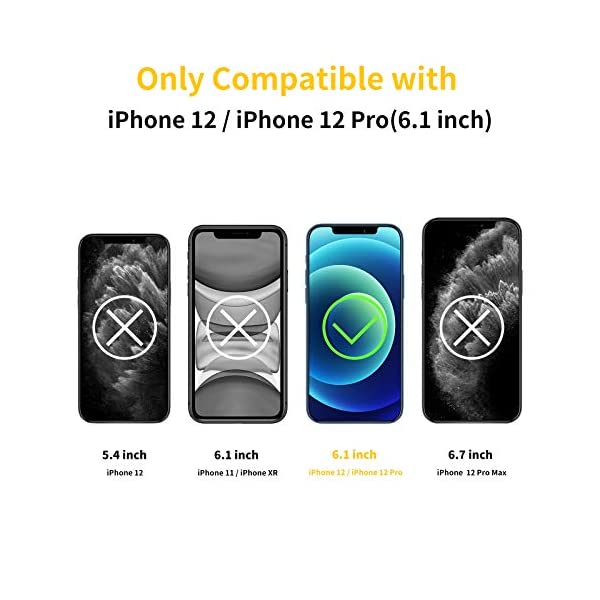 Only Compatible with
iPhone 12 / iPhone 12 Pro(6.1 inch)
5.4 inch
iPhone 12
6.1 inch
iPhone 11 / iPhone XR
6.1 inch
iPhone 12 / iPhone 12 Pro
6.7 inch
iPhone 12 Pro Max